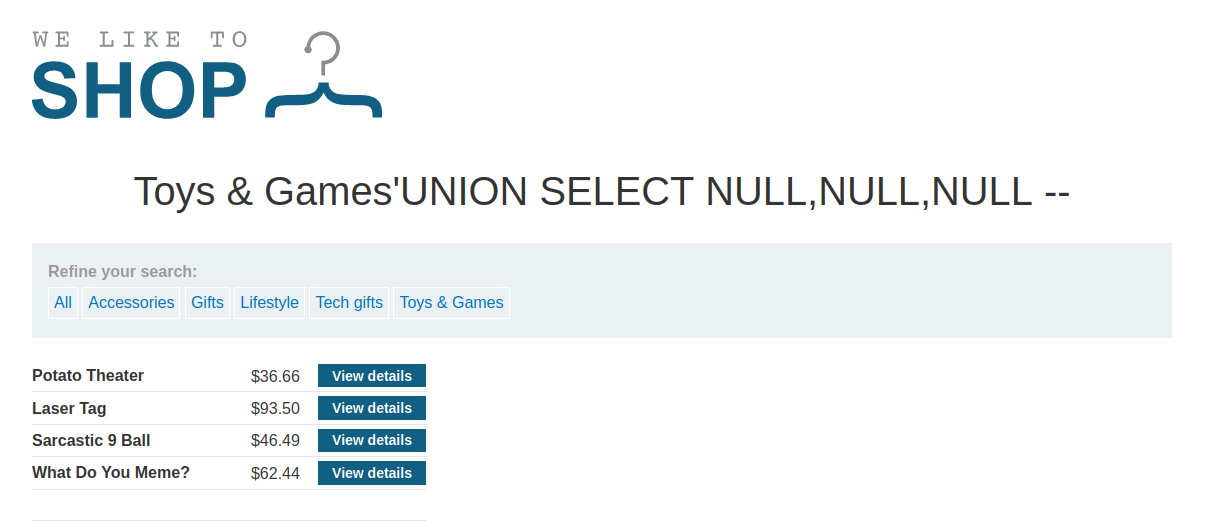 WE LIKE TO
SHOP
Toys & Games'UNION SELECT NULL,NULL,NULL --
Refine your search:
All Accessories Gifts Lifestyle Tech gifts Toys & Games
Potato Theater $36.66 View details
Laser Tag $93.50 View details
Sarcastic 9 Ball $46.49 View details
What Do You Meme? $62.44 View details